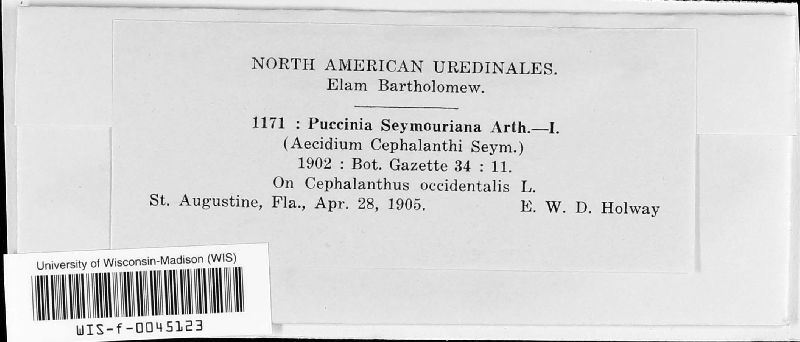 NORTH AMERICAN UREDINALES.
Elam Bartholomew.
1171 : Puccinia Seymouriana Arth.—I.
(Aecidium Cephalanthi Seym.)
1902 : Bot. Gazette 34 : 11.
On Cephalanthus occidentalis L.
St. Augustine, Fla., Apr. 28, 1905. E. W. D. Holway
University of Wisconsin-Madison (WIS)
WIS-f-0045123